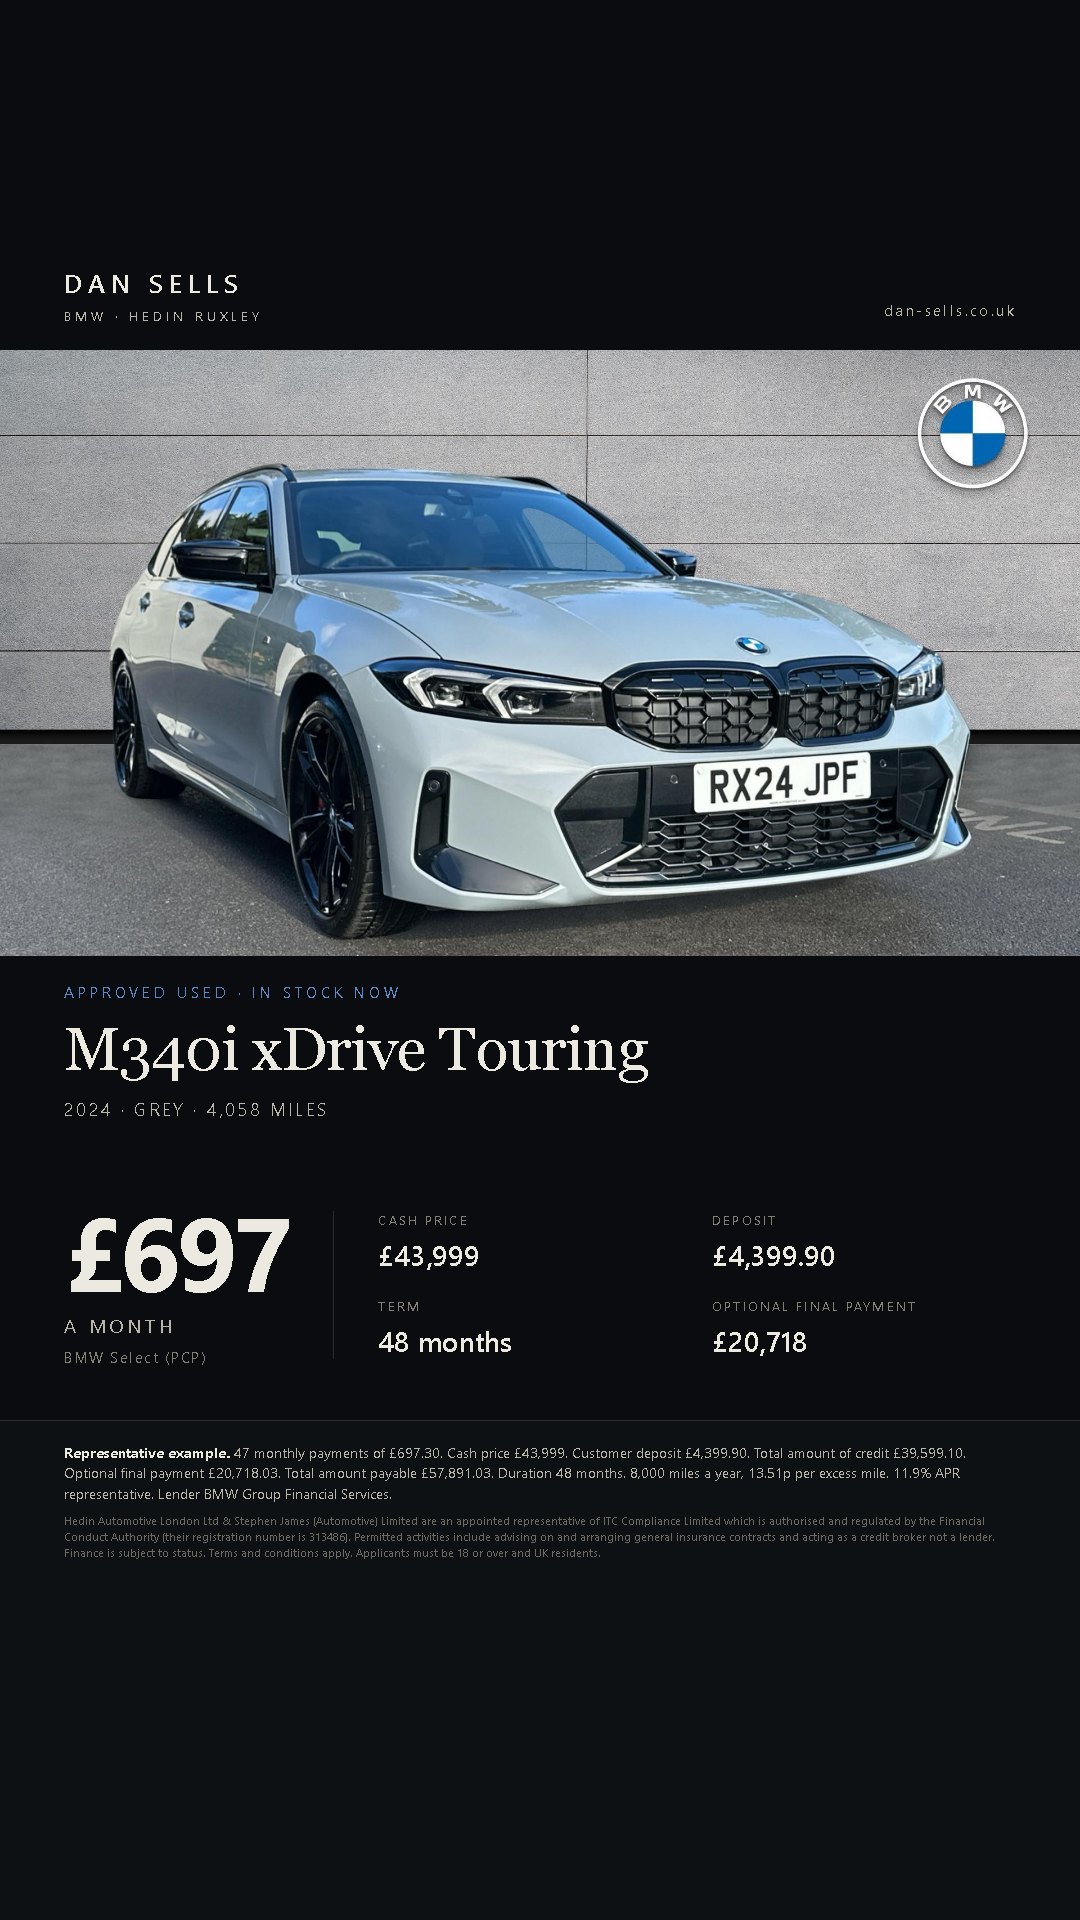 DAN SELLS
BMW · HEDIN RUXLEY
dan-sells.co.uk
BMW
RX24 JPF
APPROVED USED · IN STOCK NOW
M340i xDrive Touring
2024 · GREY · 4,058 MILES
£697
A MONTH
BMW Select (PCP)
CASH PRICE
£43,999
DEPOSIT
£4,399.90
TERM
48 months
OPTIONAL FINAL PAYMENT
£20,718
Representative example. 47 monthly payments of £697.30. Cash price £43,999. Customer deposit £4,399.90. Total amount of credit £39,599.10.
Optional final payment £20,718.03. Total amount payable £57,891.03. Duration 48 months. 8,000 miles a year, 13.51p per excess mile. 11.9% APR
representative. Lender BMW Group Financial Services.
Hedin Automotive London Ltd & Stephen James (Automotive) Limited are an appointed representative of ITC Compliance Limited which is authorised and regulated by the Financial
Conduct Authority (their registration number is 313486). Permitted activities include advising on and arranging general insurance contracts and acting as a credit broker not a lender.
Finance is subject to status. Terms and conditions apply. Applicants must be 18 or over and UK residents.